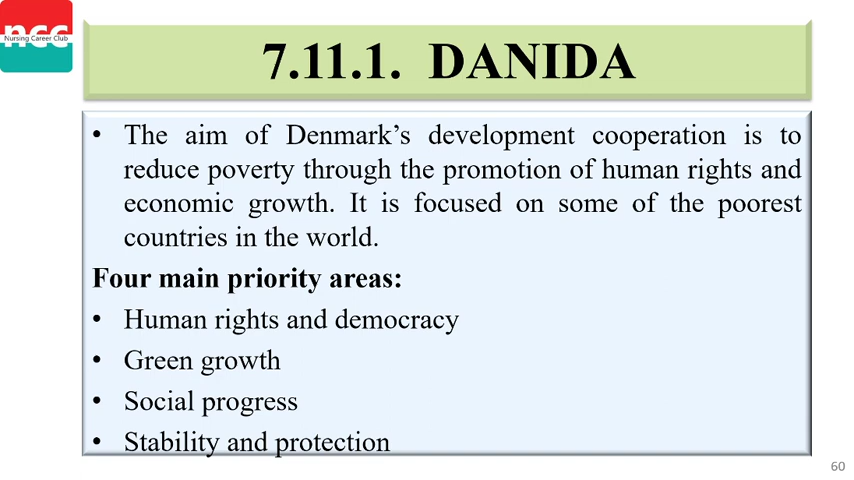 ncc
Nursing Career Club
7.11.1. DANIDA
• The aim of Denmark’s development cooperation is to
reduce poverty through the promotion of human rights and
economic growth. It is focused on some of the poorest
countries in the world.
Four main priority areas:
• Human rights and democracy
• Green growth
• Social progress
• Stability and protection
60